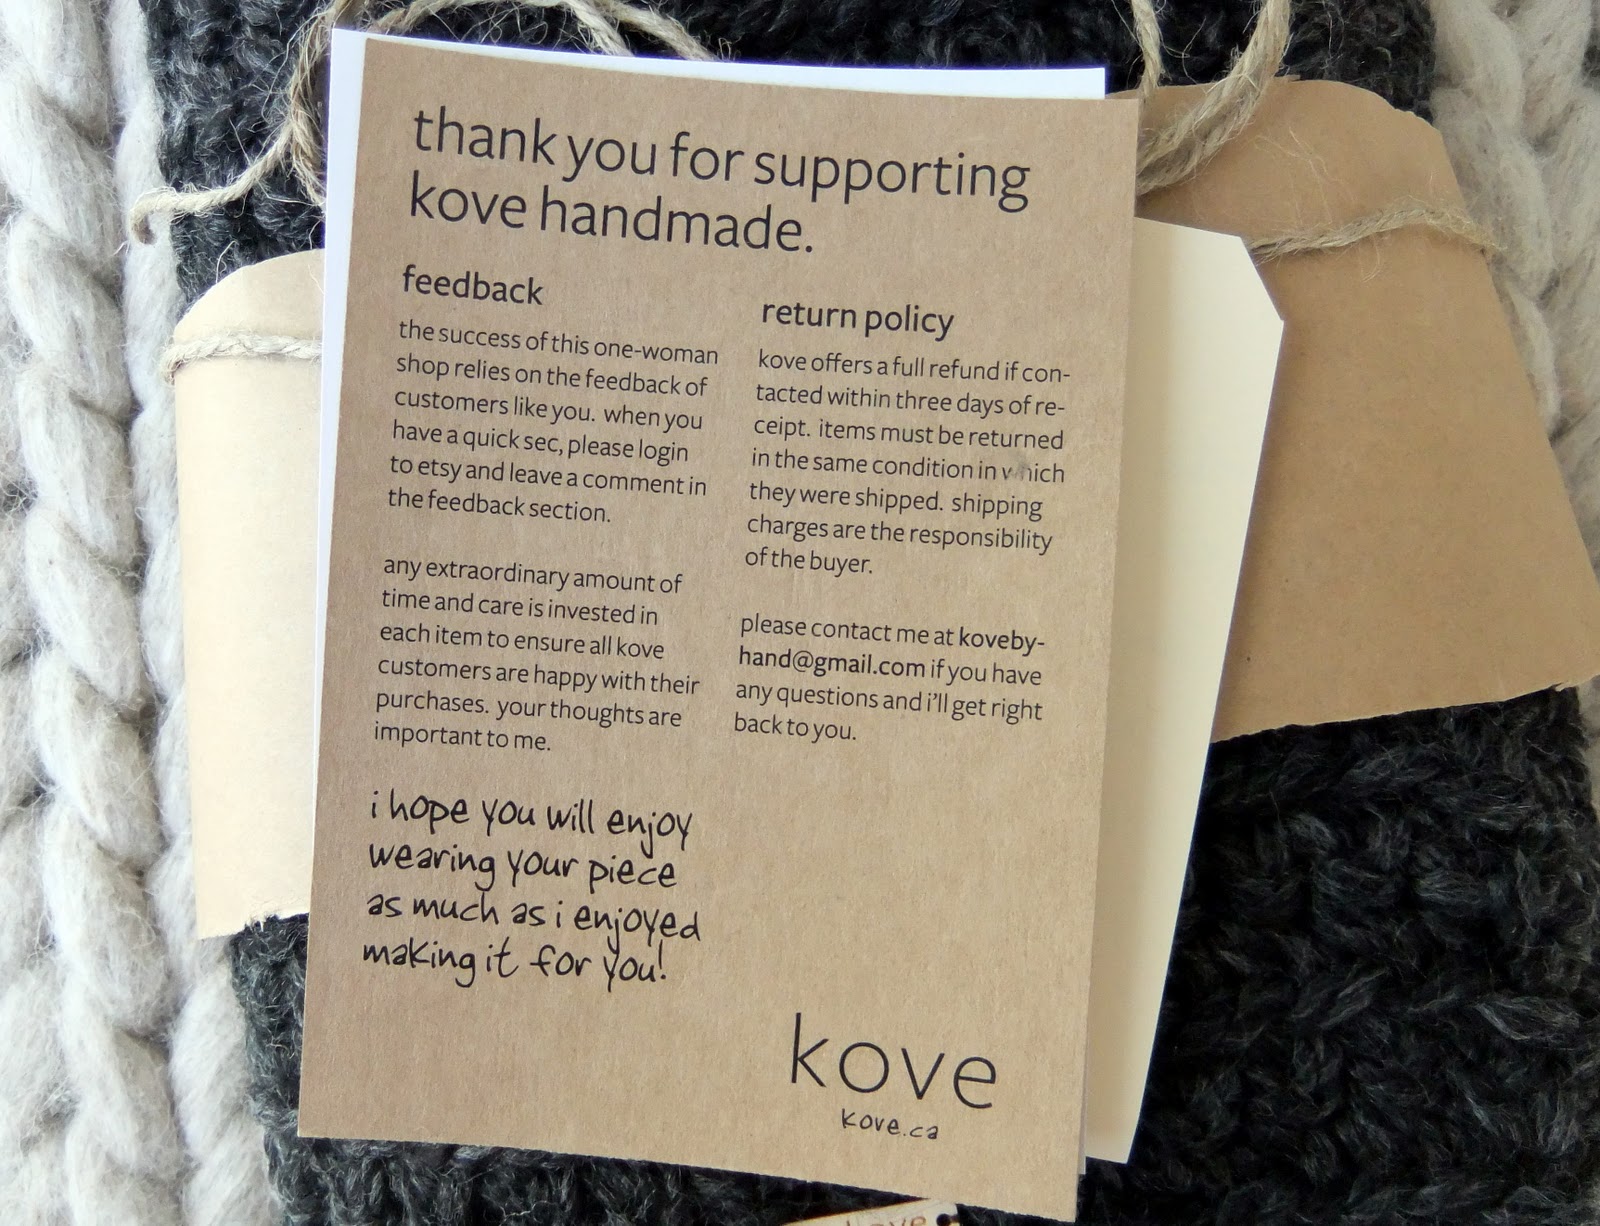 thank you for supporting
kove handmade.
feedback
the success of this one-woman
shop relies on the feedback of
customers like you. when you
have a quick sec, please login
to etsy and leave a comment in
the feedback section.
any extraordinary amount of
time and care is invested in
each item to ensure all kove
customers are happy with their
purchases. your thoughts are
important to me.
i hope you will enjoy
wearing your piece
as much as i enjoyed
making it for you!
return policy
kove offers a full refund if con-
tacted within three days of re-
ceipt. items must be returned
in the same condition in which
they were shipped. shipping
charges are the responsibility
of the buyer.
please contact me at koveby-
hand@gmail.com if you have
any questions and i'll get right
back to you.
kove
kove.ca
kove